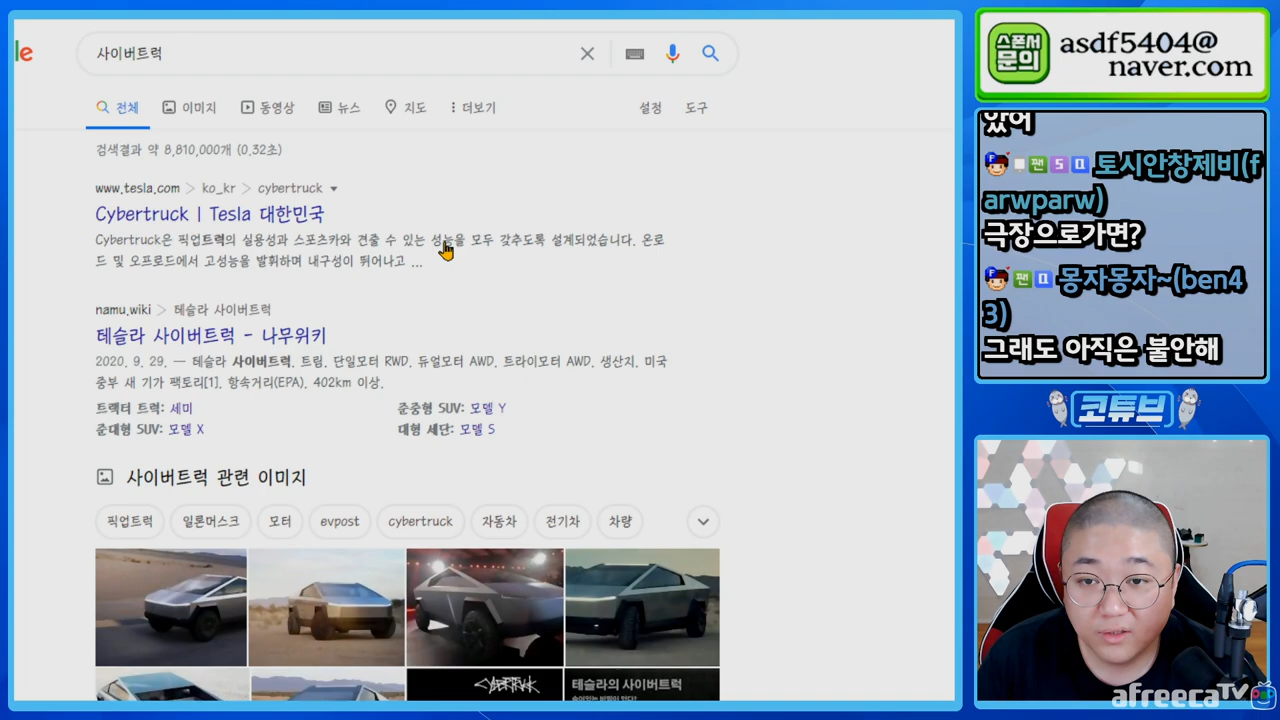 le
사이버트럭
전체
이미지
동영상
뉴스
지도
더보기
설정
도구
검색결과 약 8,810,000개 (0.32초)
www.tesla.com > ko_kr > cybertruck
Cybertruck | Tesla 대한민국
Cybertruck은 픽업트럭의 실용성과 스포츠카와 견줄 수 있는 성능을 모두 갖추도록 설계되었습니다. 온로
드 및 오프로드에서 고성능을 발휘하며 내구성이 뛰어나고 ...
namu.wiki > 테슬라 사이버트럭
테슬라 사이버트럭 - 나무위키
2020. 9. 29. — 테슬라 사이버트럭. 트림, 단일모터 RWD, 듀얼모터 AWD, 트라이모터 AWD. 생산지, 미국
중부 새 기가 팩토리[1]. 항속거리(EPA), 402km 이상.
트랙터 트럭: 세미
준중형 SUV: 모델 Y
준대형 SUV: 모델 X
대형 세단: 모델 S
사이버트럭 관련 이미지
픽업트럭
일론머스크
모터
evpost
cybertruck
자동차
전기차
차량
CYBERTRUCK
테슬라의 사이버트럭
스폰서
문의
asdf5404@
naver.com
았어
F 팬 5 토시안창제비(f
arwparw)
극장으로가면?
F 팬 몽자몽자~(ben4
3)
그래도 아직은 불안해
코튜브
afreecaTV